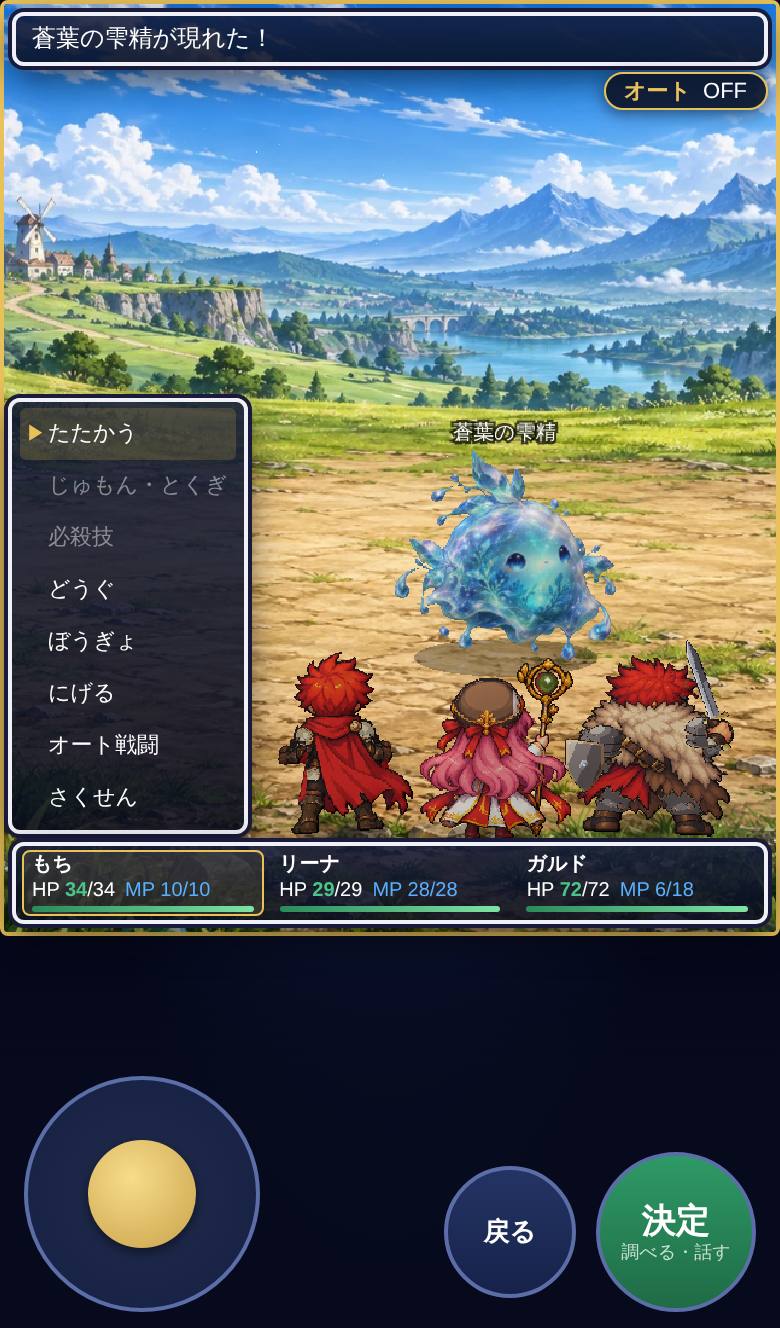 蒼葉の雫精が現れた！
オート OFF
蒼葉の雫精
▶たたかう
じゅもん・とくぎ
必殺技
どうぐ
ぼうぎょ
にげる
オート戦闘
さくせん
もち
HP 34/34 MP 10/10
リーナ
HP 29/29 MP 28/28
ガルド
HP 72/72 MP 6/18
戻る
決定
調べる・話す